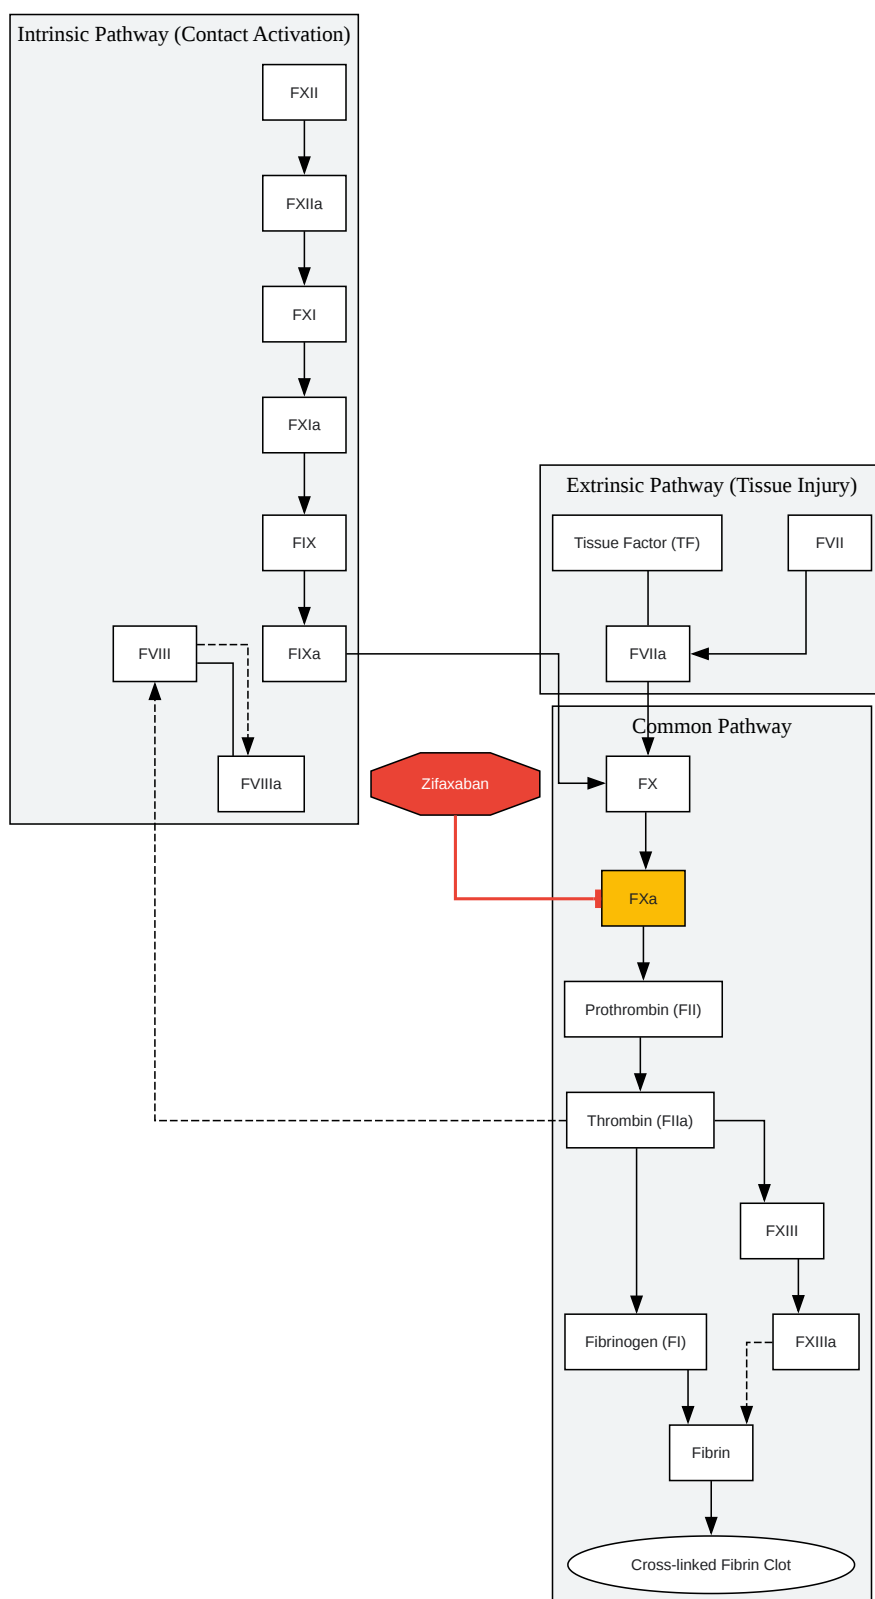 Intrinsic Pathway (Contact Activation)
FXII
FXIIa
FXI
FXIa
FIX
FVIII
FIXa
FVIIIa
Extrinsic Pathway (Tissue Injury)
Tissue Factor (TF)
FVII
FVIIa
Common Pathway
Zifaxaban
FX
FXa
Prothrombin (FII)
Thrombin (FIIa)
FXIII
Fibrinogen (FI)
FXIIIa
Fibrin
Cross-linked Fibrin Clot